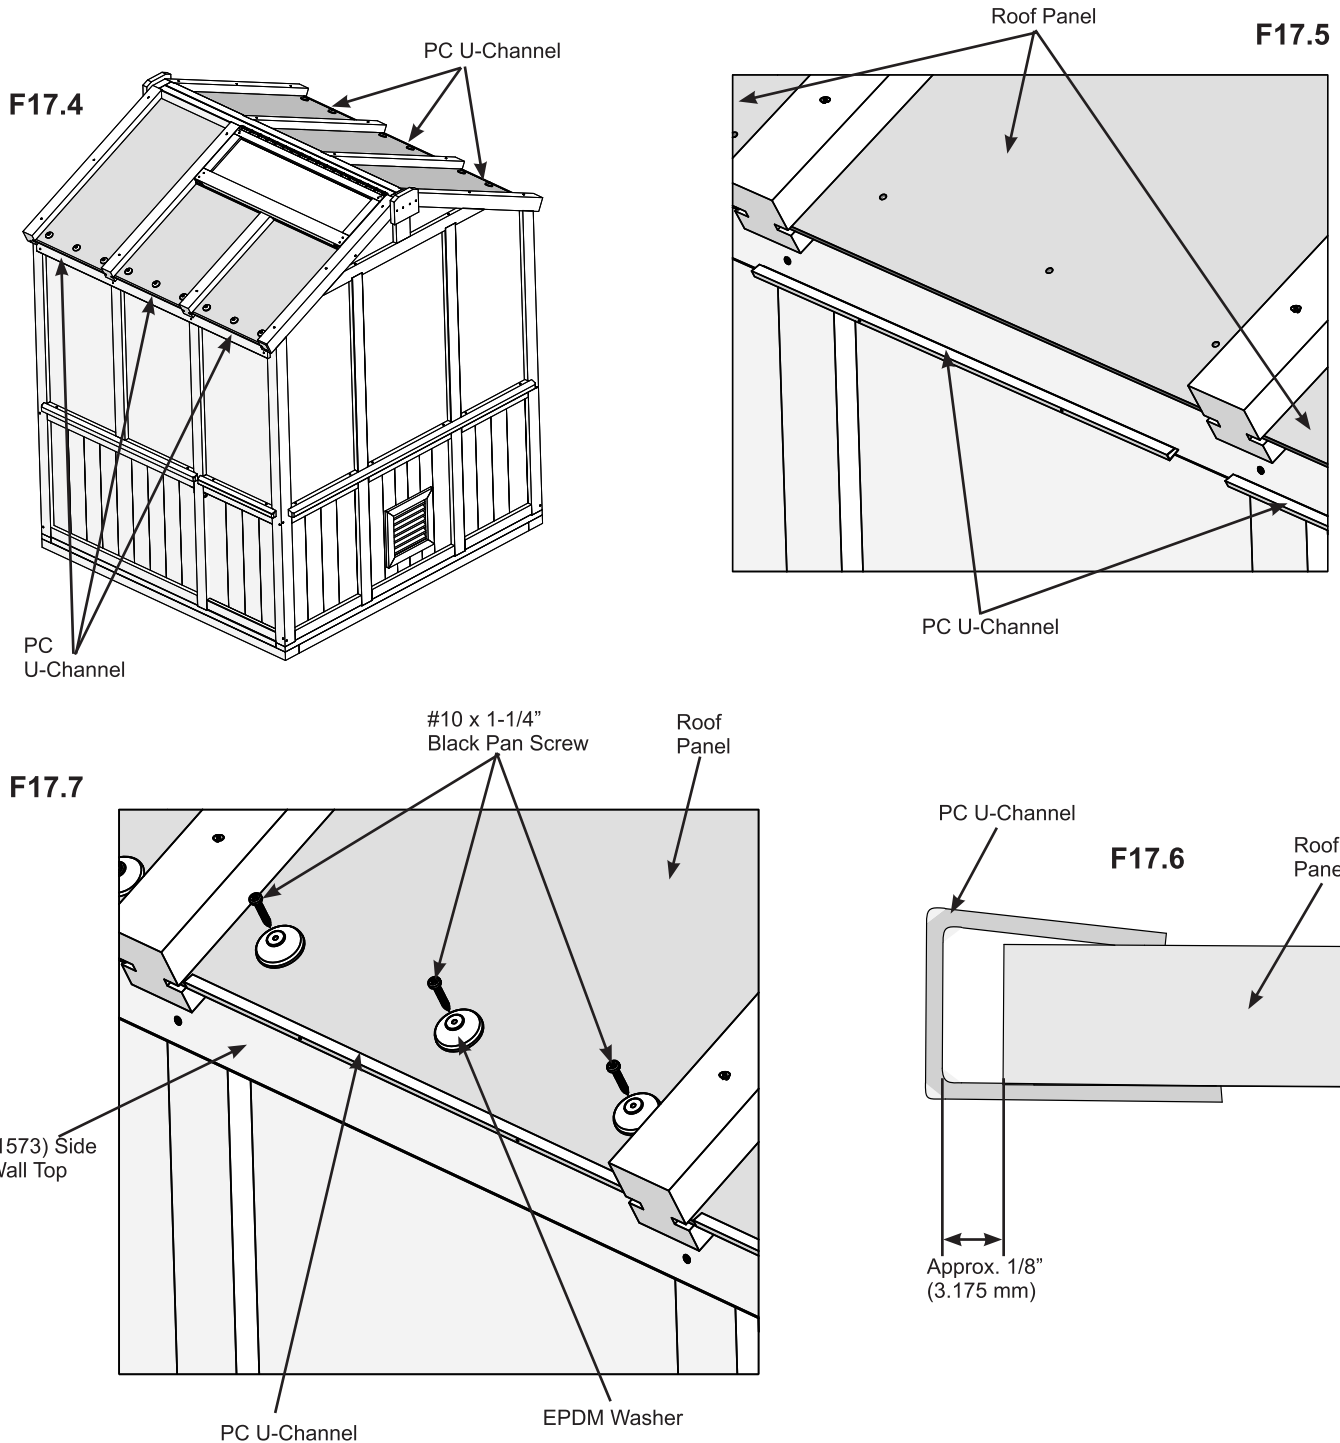 F17.4
PC U-Channel
PC
U-Channel
Roof Panel
F17.5
PC U-Channel
F17.7
#10 x 1-1/4”
Black Pan Screw
Roof
Panel
1573) Side
Wall Top
PC U-Channel
EPDM Washer
PC U-Channel
F17.6
Roof
Pane
Approx. 1/8”
(3.175 mm)